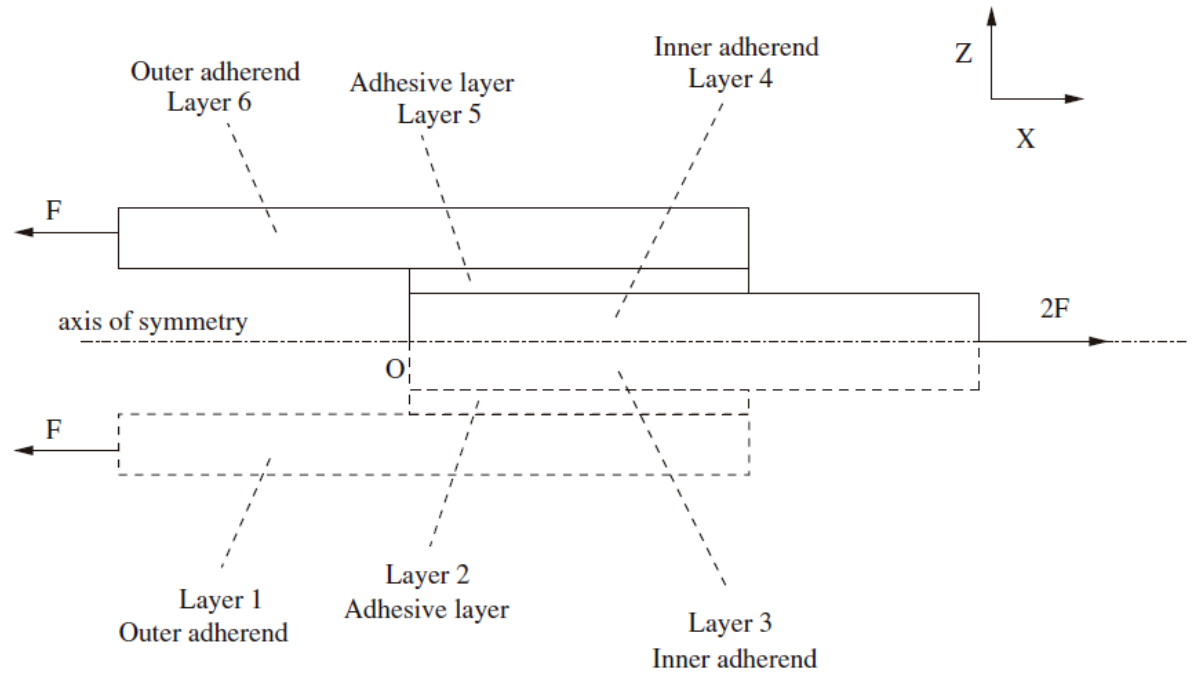 Inner adherend
Layer 4
Z
Outer adherend
Layer 6
Adhesive layer
Layer 5
X
F
axis of symmetry
2F
O
F
Layer 2
Adhesive layer
Layer 1
Outer adherend
Layer 3
Inner adherend